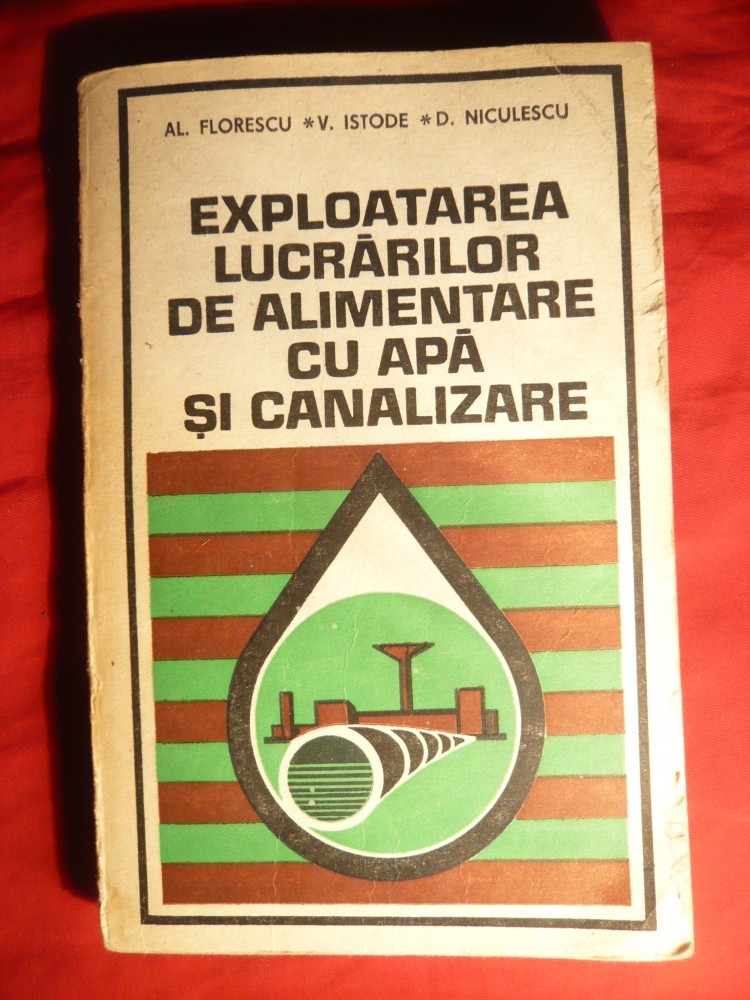 AL. FLORESCU * V. ISTODE * D. NICULESCU
EXPLOATAREA
LUCRĂRILOR
DE ALIMENTARE
CU APĂ
ȘI CANALIZARE